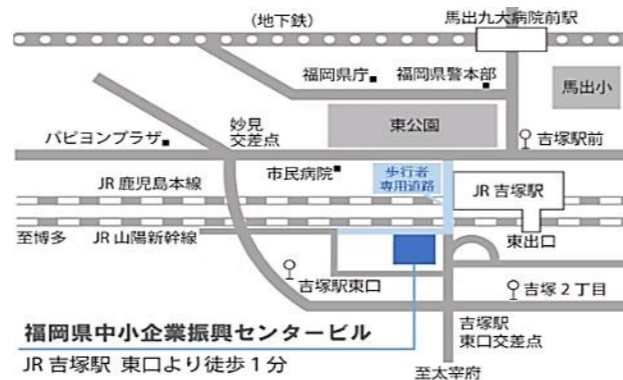 (地下鉄)
馬出九大病院前駅
福岡県庁
福岡県警本部
馬出小
東公園
妙見
交差点
パピヨンプラザ
吉塚駅前
市民病院
歩行者
専用道路
JR 鹿児島本線
JR 吉塚駅
至博多
JR 山陽新幹線
東出口
吉塚駅東口
吉塚2丁目
福岡県中小企業振興センタービル
吉塚駅
東口交差点
JR 吉塚駅 東口より徒歩1分
至太宰府